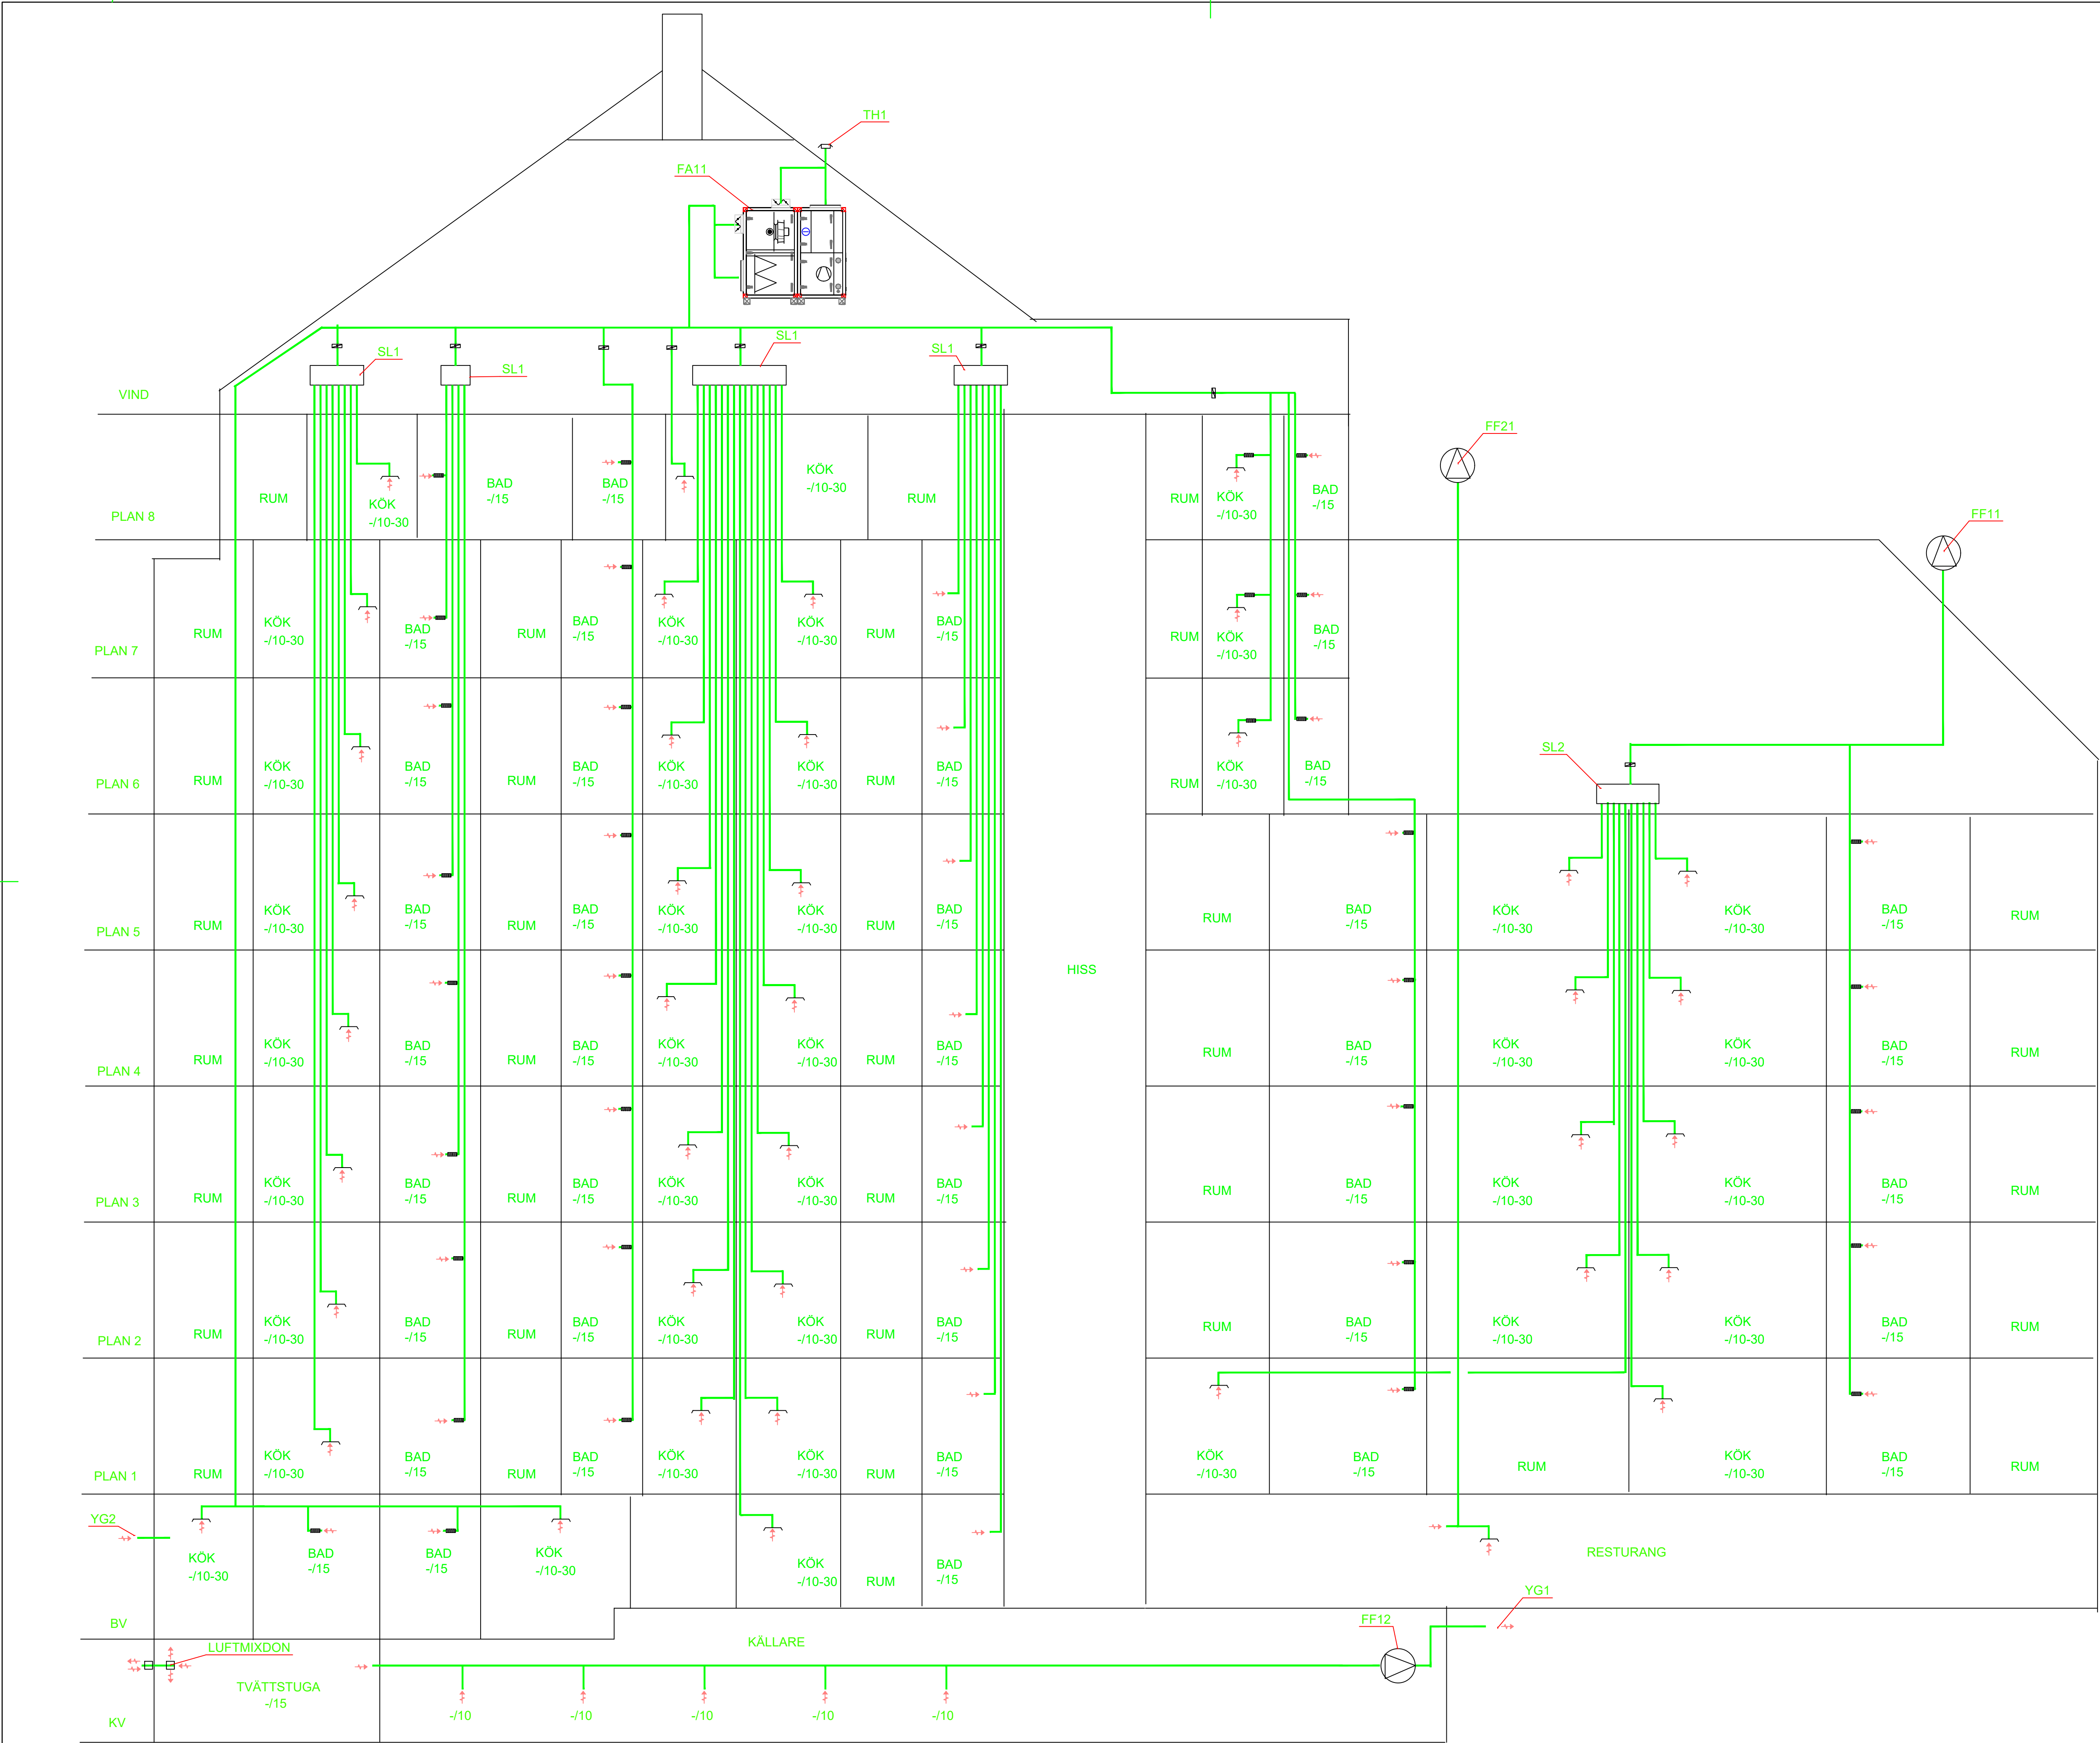 TH1
FA11
SL1
SL1
SL1
SL1
VIND
FF21
FF11
PLAN 8
RUM
KÖK
-/10-30
BAD
-/15
BAD
-/15
KÖK
-/10-30
RUM
RUM
KÖK
-/10-30
BAD
-/15
PLAN 7
RUM
KÖK
-/10-30
BAD
-/15
RUM
BAD
-/15
KÖK
-/10-30
KÖK
-/10-30
RUM
BAD
-/15
RUM
KÖK
-/10-30
BAD
-/15
PLAN 6
RUM
KÖK
-/10-30
BAD
-/15
RUM
BAD
-/15
KÖK
-/10-30
KÖK
-/10-30
RUM
BAD
-/15
RUM
KÖK
-/10-30
BAD
-/15
SL2
PLAN 5
RUM
KÖK
-/10-30
BAD
-/15
RUM
BAD
-/15
KÖK
-/10-30
KÖK
-/10-30
RUM
BAD
-/15
RUM
BAD
-/15
KÖK
-/10-30
KÖK
-/10-30
BAD
-/15
RUM
HISS
PLAN 4
RUM
KÖK
-/10-30
BAD
-/15
RUM
BAD
-/15
KÖK
-/10-30
KÖK
-/10-30
RUM
BAD
-/15
RUM
BAD
-/15
KÖK
-/10-30
KÖK
-/10-30
BAD
-/15
RUM
PLAN 3
RUM
KÖK
-/10-30
BAD
-/15
RUM
BAD
-/15
KÖK
-/10-30
KÖK
-/10-30
RUM
BAD
-/15
RUM
BAD
-/15
KÖK
-/10-30
KÖK
-/10-30
BAD
-/15
RUM
PLAN 2
RUM
KÖK
-/10-30
BAD
-/15
RUM
BAD
-/15
KÖK
-/10-30
KÖK
-/10-30
RUM
BAD
-/15
RUM
BAD
-/15
KÖK
-/10-30
KÖK
-/10-30
BAD
-/15
RUM
PLAN 1
RUM
KÖK
-/10-30
BAD
-/15
RUM
BAD
-/15
KÖK
-/10-30
KÖK
-/10-30
RUM
BAD
-/15
KÖK
-/10-30
BAD
-/15
RUM
KÖK
-/10-30
BAD
-/15
RUM
YG2
BV
KÖK
-/10-30
BAD
-/15
BAD
-/15
KÖK
-/10-30
KÖK
-/10-30
RUM
BAD
-/15
RESTURANG
YG1
FF12
KÄLLARE
LUFTMIXDON
TVÄTTSTUGA
-/15
KV
-/10
-/10
-/10
-/10
-/10